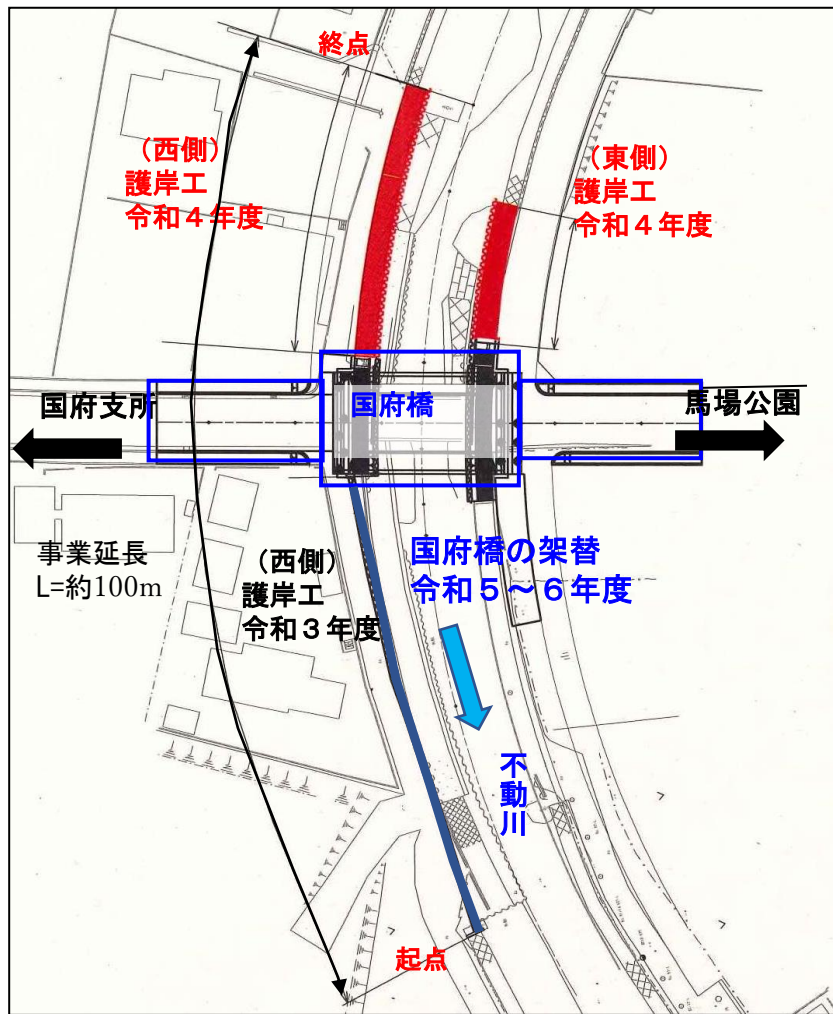 終点
（西側）
護岸工
令和４年度
（東側）
護岸工
令和４年度
国府支所
国府橋
馬場公園
事業延長
L=約100m
（西側）
護岸工
令和３年度
国府橋の架替
令和５～６年度
不動川
起点